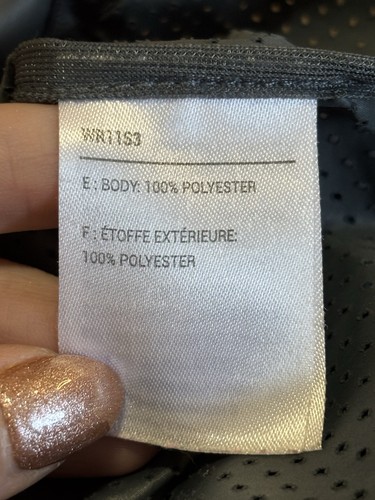 WR11S3
E : BODY: 100% POLYESTER
F : ÉTOFFE EXTÉRIEURE:
100% POLYESTER